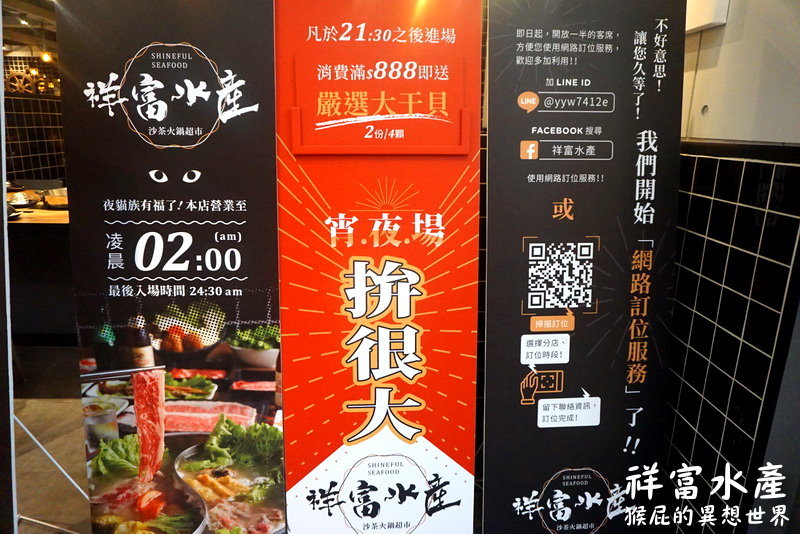 SHINEFUL
SEAFOOD
祥富水產
沙茶火鍋超市
夜貓族有福了!本店營業至
凌晨 02:00 (am)
最後入場時間 24:30 am
凡於21:30之後進場
消費滿$888即送
嚴選大干貝
2份/4顆
宵.夜.場
拚很大
SHINEFUL
SEAFOOD
祥富水產
沙茶火鍋超市
不好意思!
讓您久等了!
我們開始「網路訂位服務」了!!
即日起,開放一半的客席,
方便您使用網路訂位服務,
歡迎多加利用!!
加 LINE ID
LINE @yyw7412e
FACEBOOK 搜尋
祥富水產
使用網路訂位服務!!
或
掃描訂位
選擇分店、
訂位時段!
留下聯絡資訊,
訂位完成!
SHINEFUL
SEAFOOD
祥富水產
沙茶火鍋超市
祥富水產
猴屁的異想世界